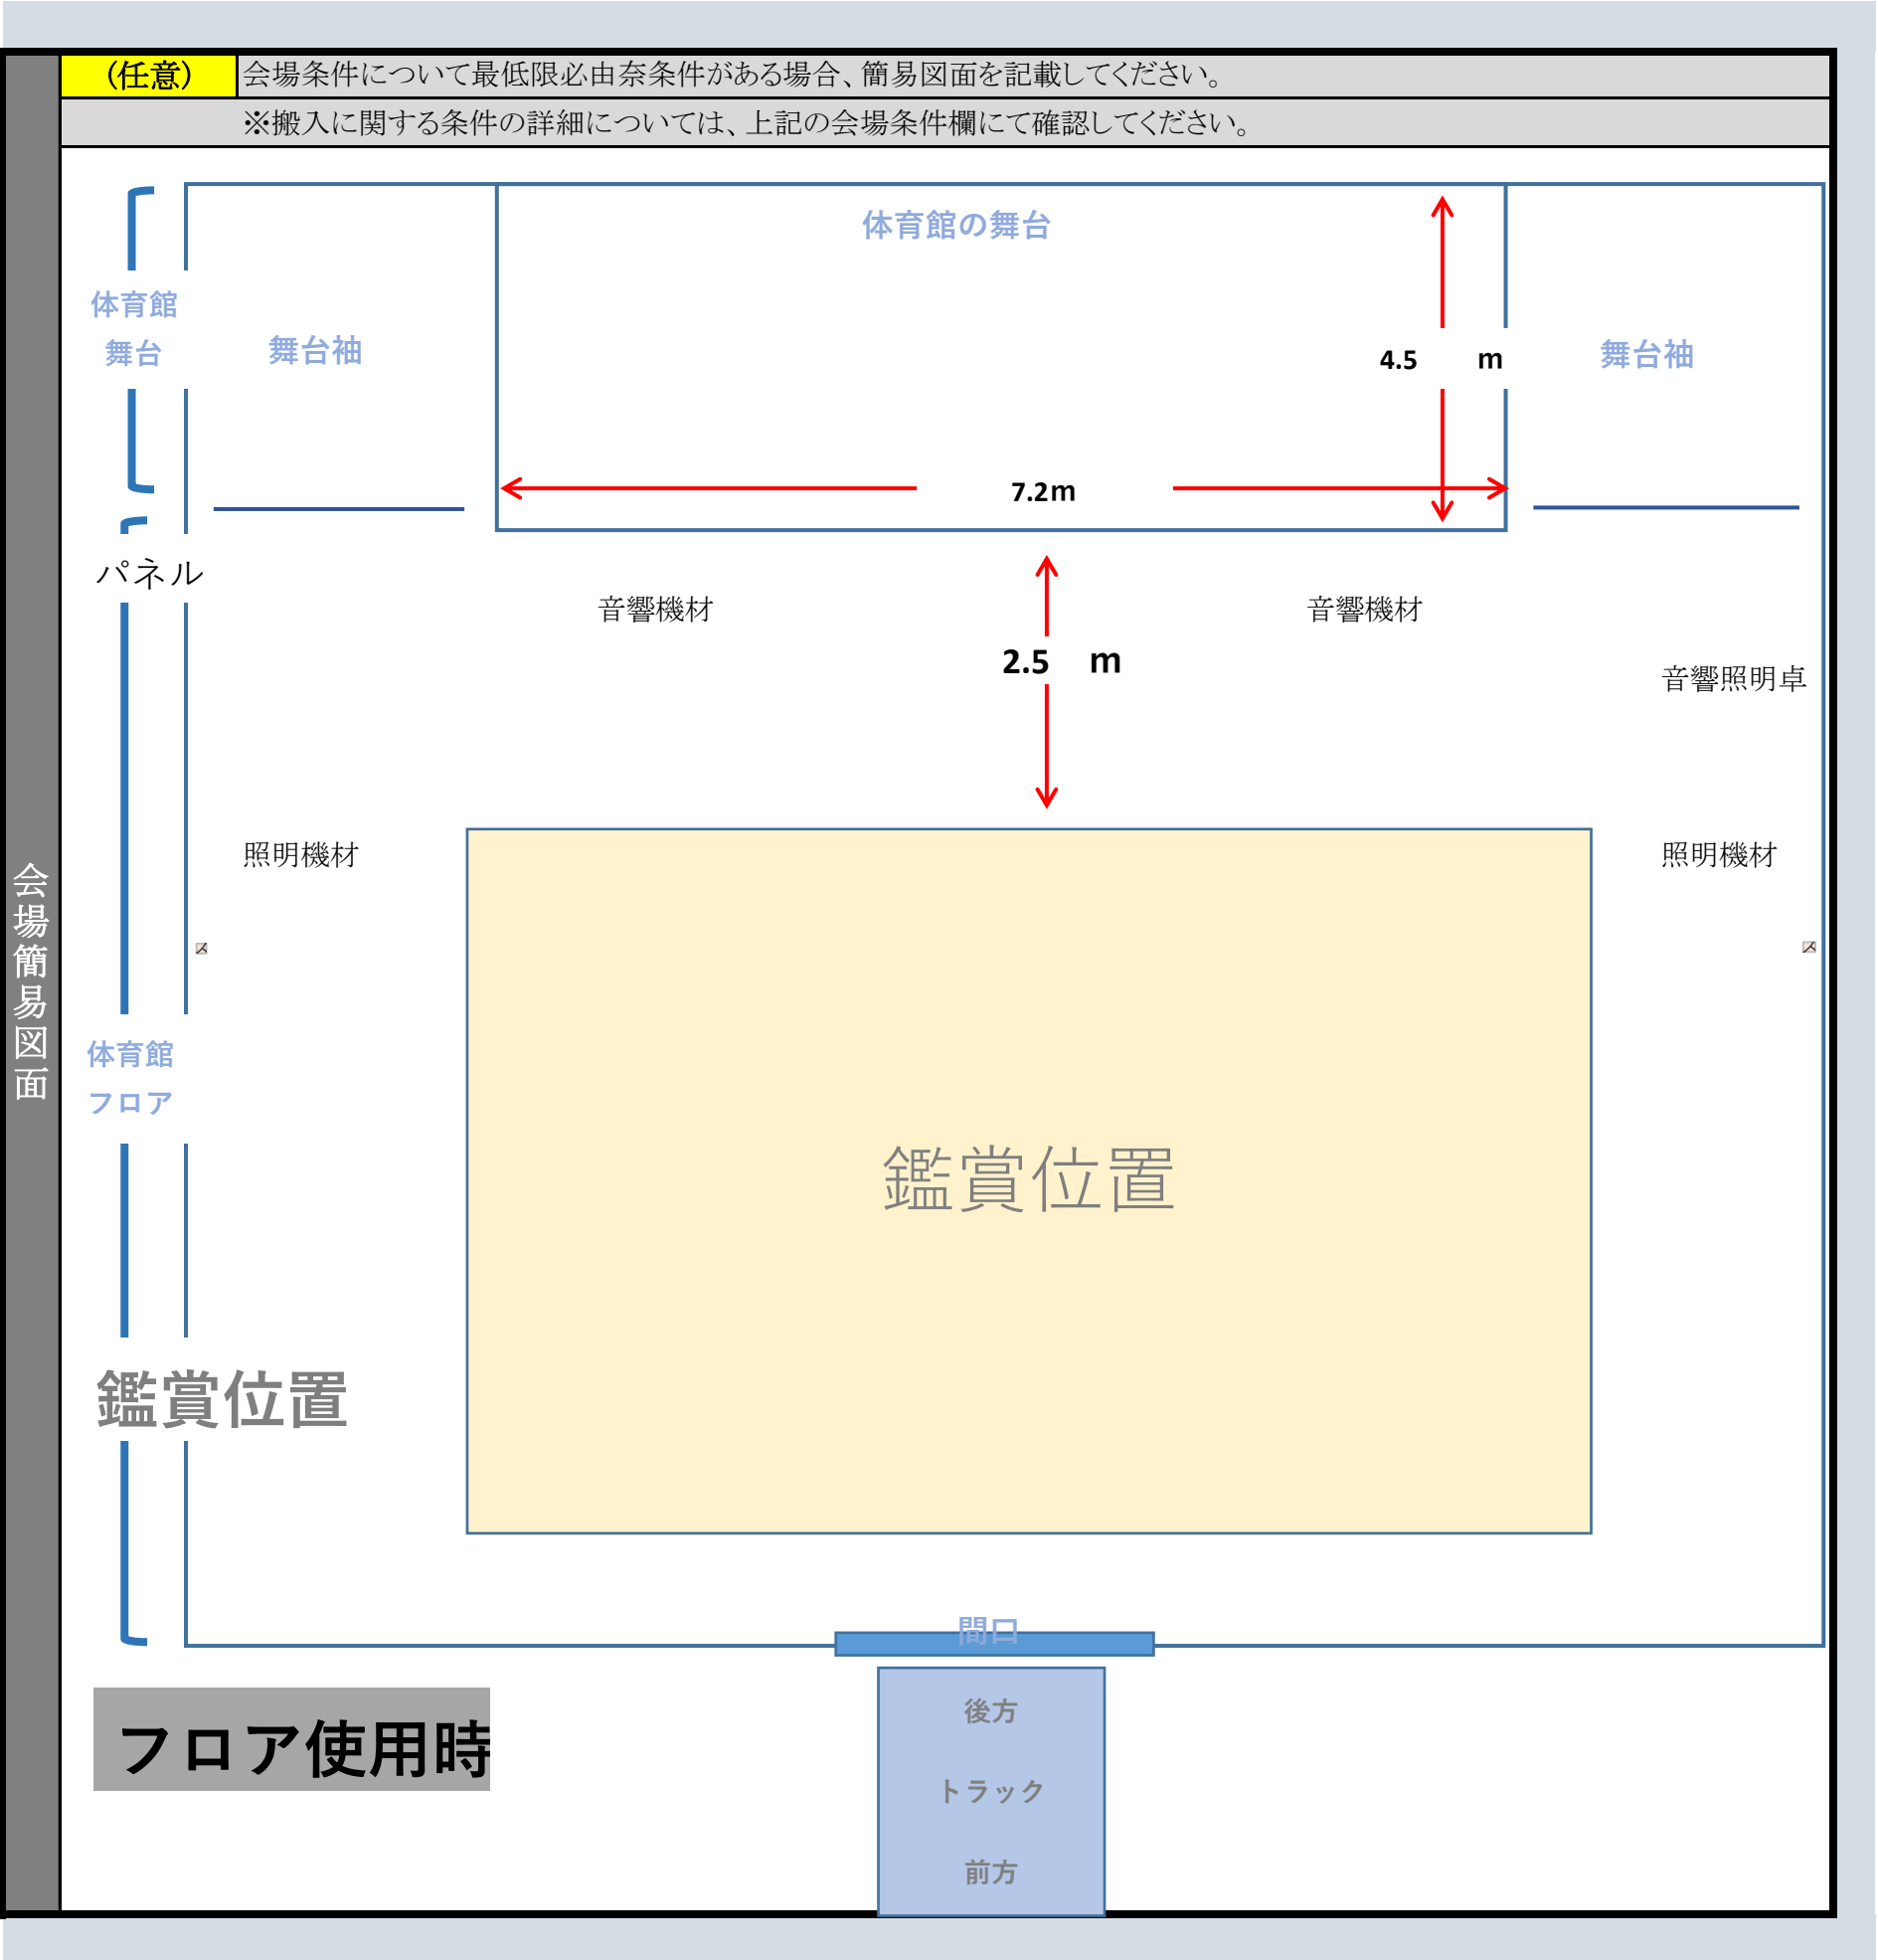 (任意)
会場条件について最低限必由奈条件がある場合、簡易図面を記載してください。
※搬入に関する条件の詳細については、上記の会場条件欄にて確認してください。
会場簡易図面
体育館の舞台
体育館
舞台
舞台袖
4.5 m
舞台袖
7.2m
パネル
音響機材
音響機材
2.5 m
音響照明卓
照明機材
照明機材
体育館
フロア
鑑賞位置
鑑賞位置
間口
後方
フロア使用時
トラック
前方